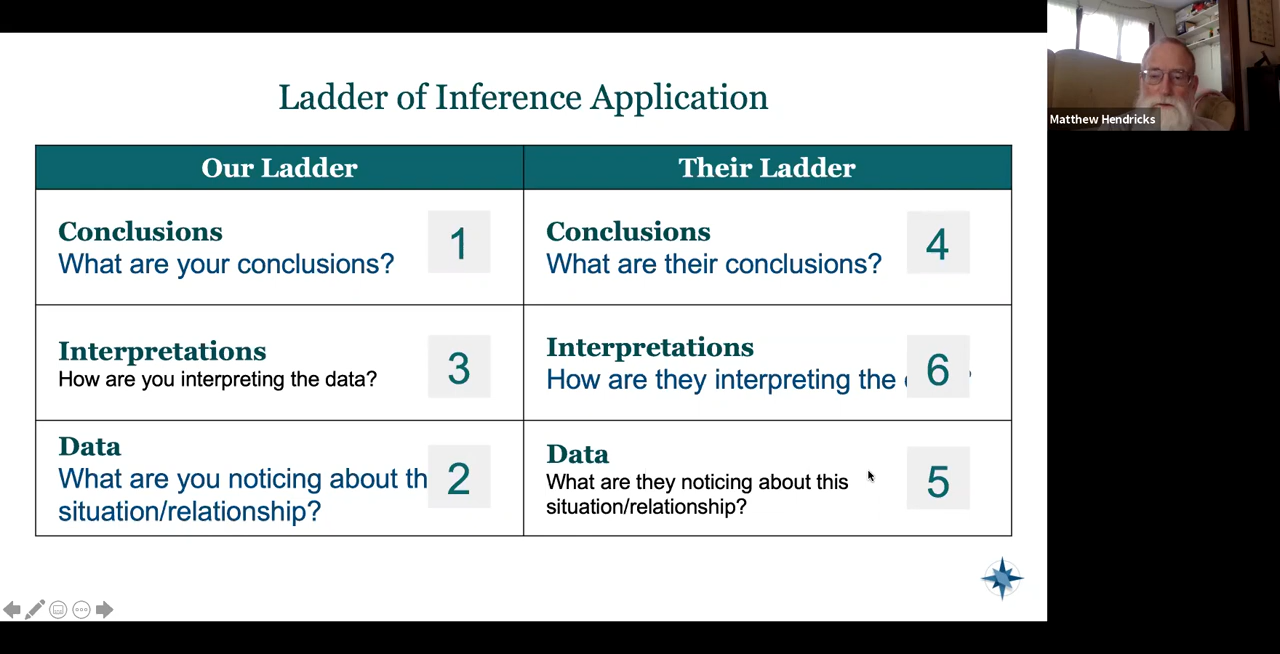 Ladder of Inference Application
Matthew Hendricks
Our Ladder
Their Ladder
Conclusions
What are your conclusions?
1
Conclusions
What are their conclusions?
4
Interpretations
How are you interpreting the data?
3
Interpretations
How are they interpreting the
6
Data
What are you noticing about
situation/relationship?
2
Data
What are they noticing about this
situation/relationship?
5